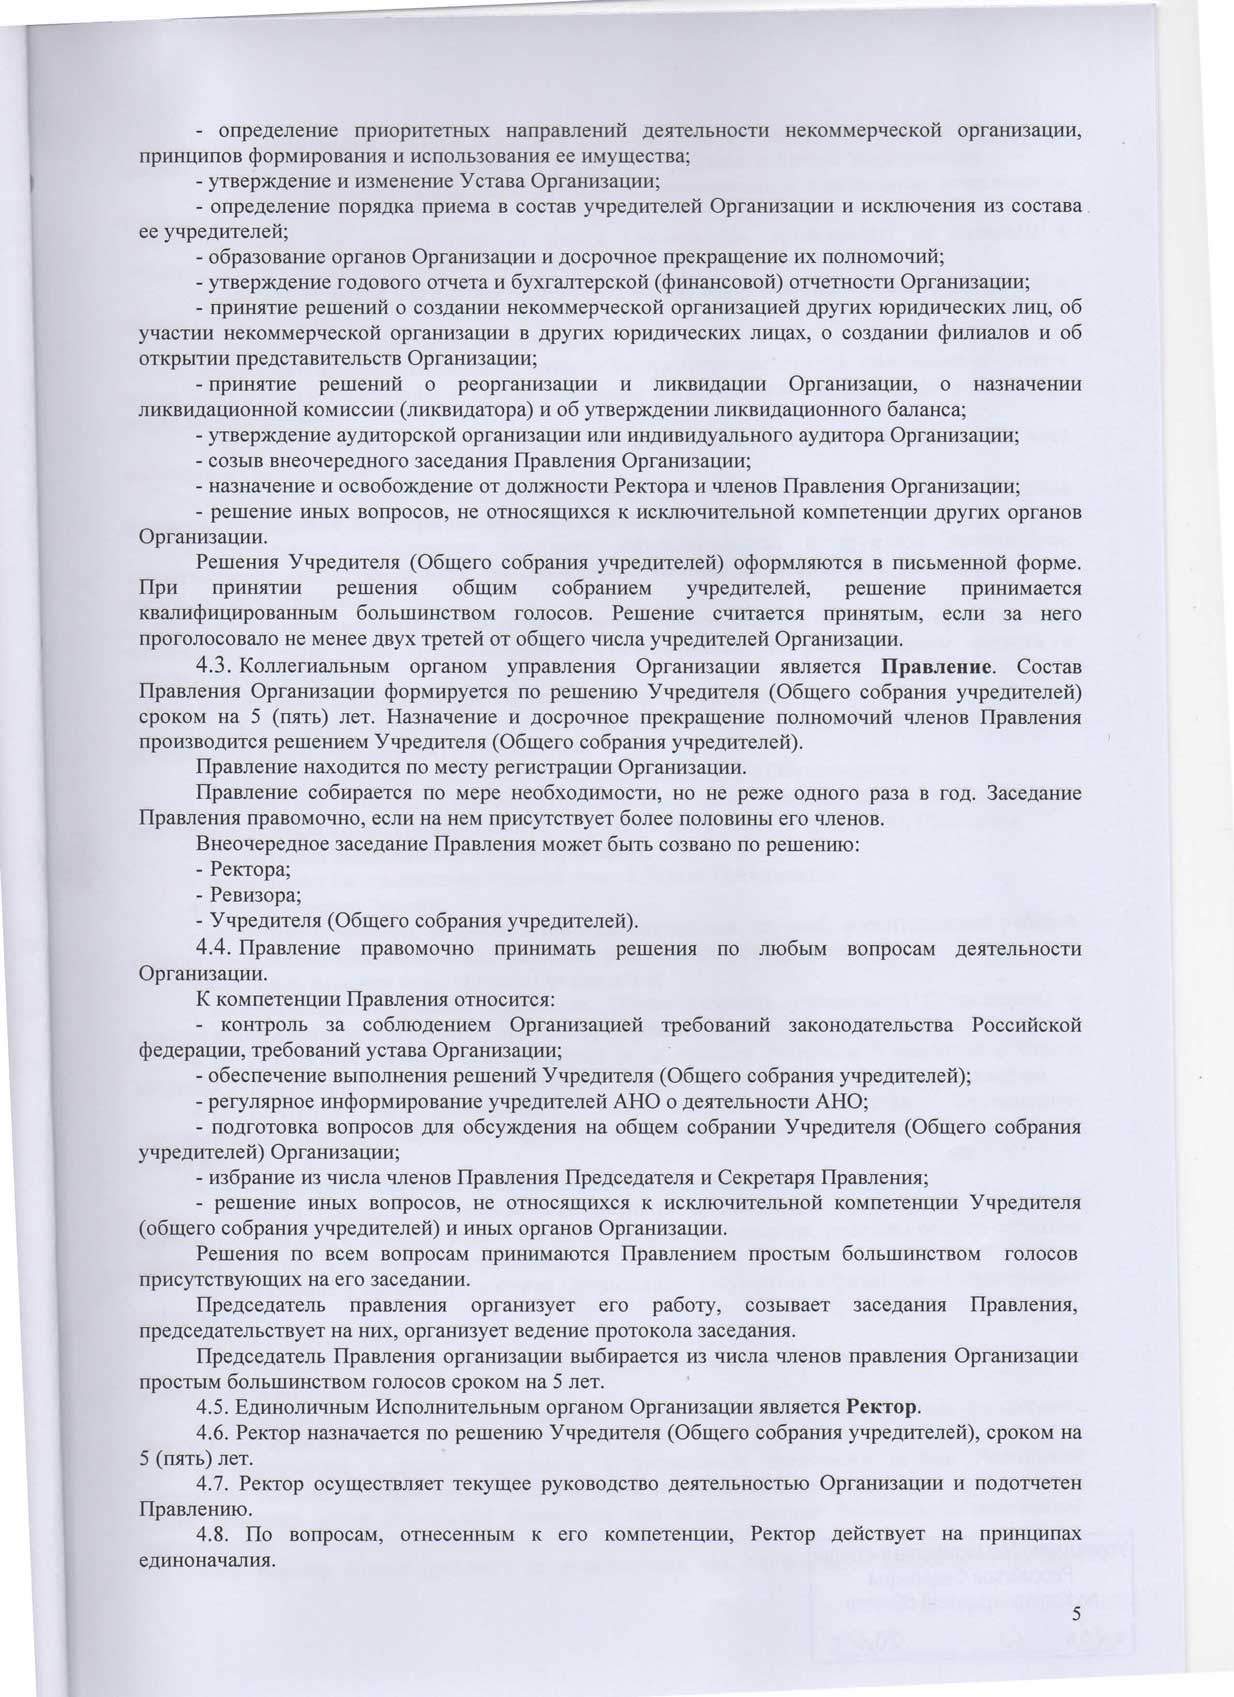 - определение приоритетных направлений деятельности некоммерческой организации,
принципов формирования и использования ее имущества;
- утверждение и изменение Устава Организации;
- определение порядка приема в состав учредителей Организации и исключения из состава
ее учредителей;
- образование органов Организации и досрочное прекращение их полномочий;
- утверждение годового отчета и бухгалтерской (финансовой) отчетности Организации;
- принятие решений о создании некоммерческой организацией других юридических лиц, об
участии некоммерческой организации в других юридических лицах, о создании филиалов и об
открытии представительств Организации;
- принятие решений о реорганизации и ликвидации Организации, о назначении
ликвидационной комиссии (ликвидатора) и об утверждении ликвидационного баланса;
- утверждение аудиторской организации или индивидуального аудитора Организации;
- созыв внеочередного заседания Правления Организации;
- назначение и освобождение от должности Ректора и членов Правления Организации;
- решение иных вопросов, не относящихся к исключительной компетенции других органов
Организации.
Решения Учредителя (Общего собрания учредителей) оформляются в письменной форме.
При принятии решения общим собранием учредителей, решение принимается
квалифицированным большинством голосов. Решение считается принятым, если за него
проголосовало не менее двух третей от общего числа учредителей Организации.
4.3. Коллегиальным органом управления Организации является Правление. Состав
Правления Организации формируется по решению Учредителя (Общего собрания учредителей)
сроком на 5 (пять) лет. Назначение и досрочное прекращение полномочий членов Правления
производится решением Учредителя (Общего собрания учредителей).
Правление находится по месту регистрации Организации.
Правление собирается по мере необходимости, но не реже одного раза в год. Заседание
Правления правомочно, если на нем присутствует более половины его членов.
Внеочередное заседание Правления может быть созвано по решению:
- Ректора;
- Ревизора;
- Учредителя (Общего собрания учредителей).
4.4. Правление правомочно принимать решения по любым вопросам деятельности
Организации.
К компетенции Правления относится:
- контроль за соблюдением Организацией требований законодательства Российской
федерации, требований устава Организации;
- обеспечение выполнения решений Учредителя (Общего собрания учредителей);
- регулярное информирование учредителей АНО о деятельности АНО;
- подготовка вопросов для обсуждения на общем собрании Учредителя (Общего собрания
учредителей) Организации;
- избрание из числа членов Правления Председателя и Секретаря Правления;
- решение иных вопросов, не относящихся к исключительной компетенции Учредителя
(общего собрания учредителей) и иных органов Организации.
Решения по всем вопросам принимаются Правлением простым большинством голосов
присутствующих на его заседании.
Председатель правления организует его работу, созывает заседания Правления,
председательствует на них, организует ведение протокола заседания.
Председатель Правления организации выбирается из числа членов правления Организации
простым большинством голосов сроком на 5 лет.
4.5. Единоличным Исполнительным органом Организации является Ректор.
4.6. Ректор назначается по решению Учредителя (Общего собрания учредителей), сроком на
5 (пять) лет.
4.7. Ректор осуществляет текущее руководство деятельностью Организации и подотчетен
Правлению.
4.8. По вопросам, отнесенным к его компетенции, Ректор действует на принципах
единоначалия.
5